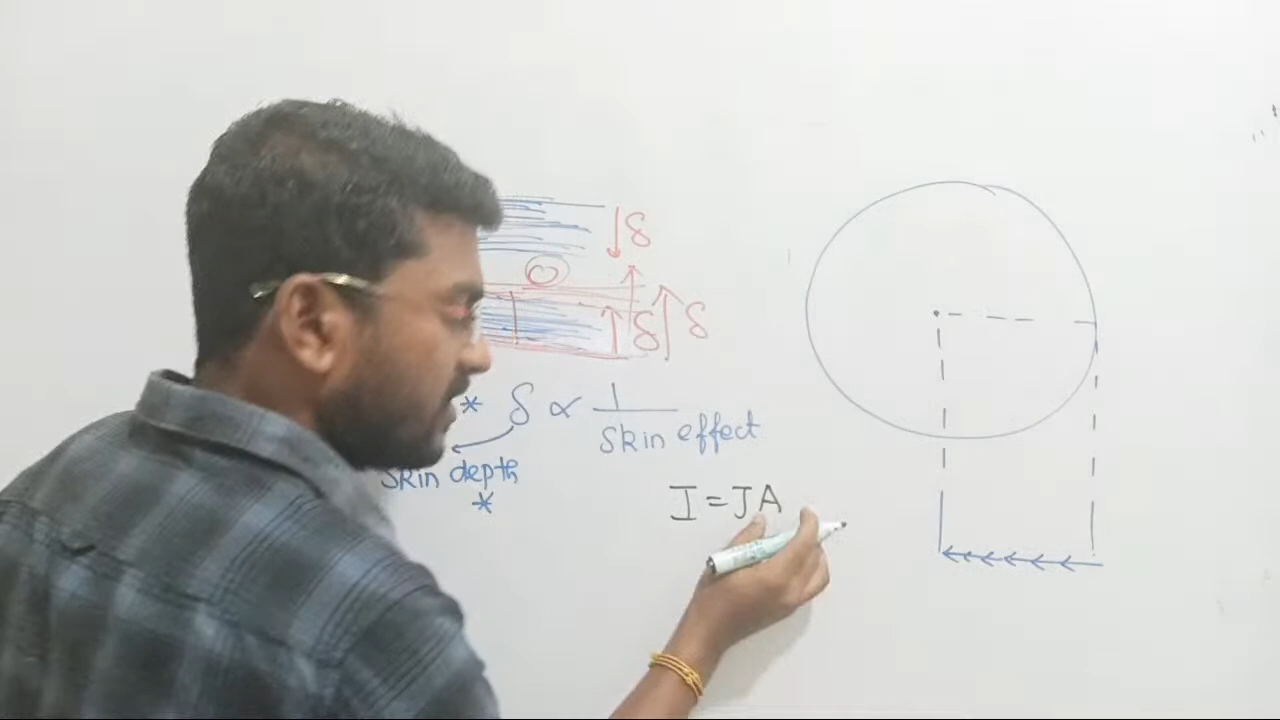 δ
δ δ
* δ ∝ 1 / skin effect
skin depth
*
I = JA